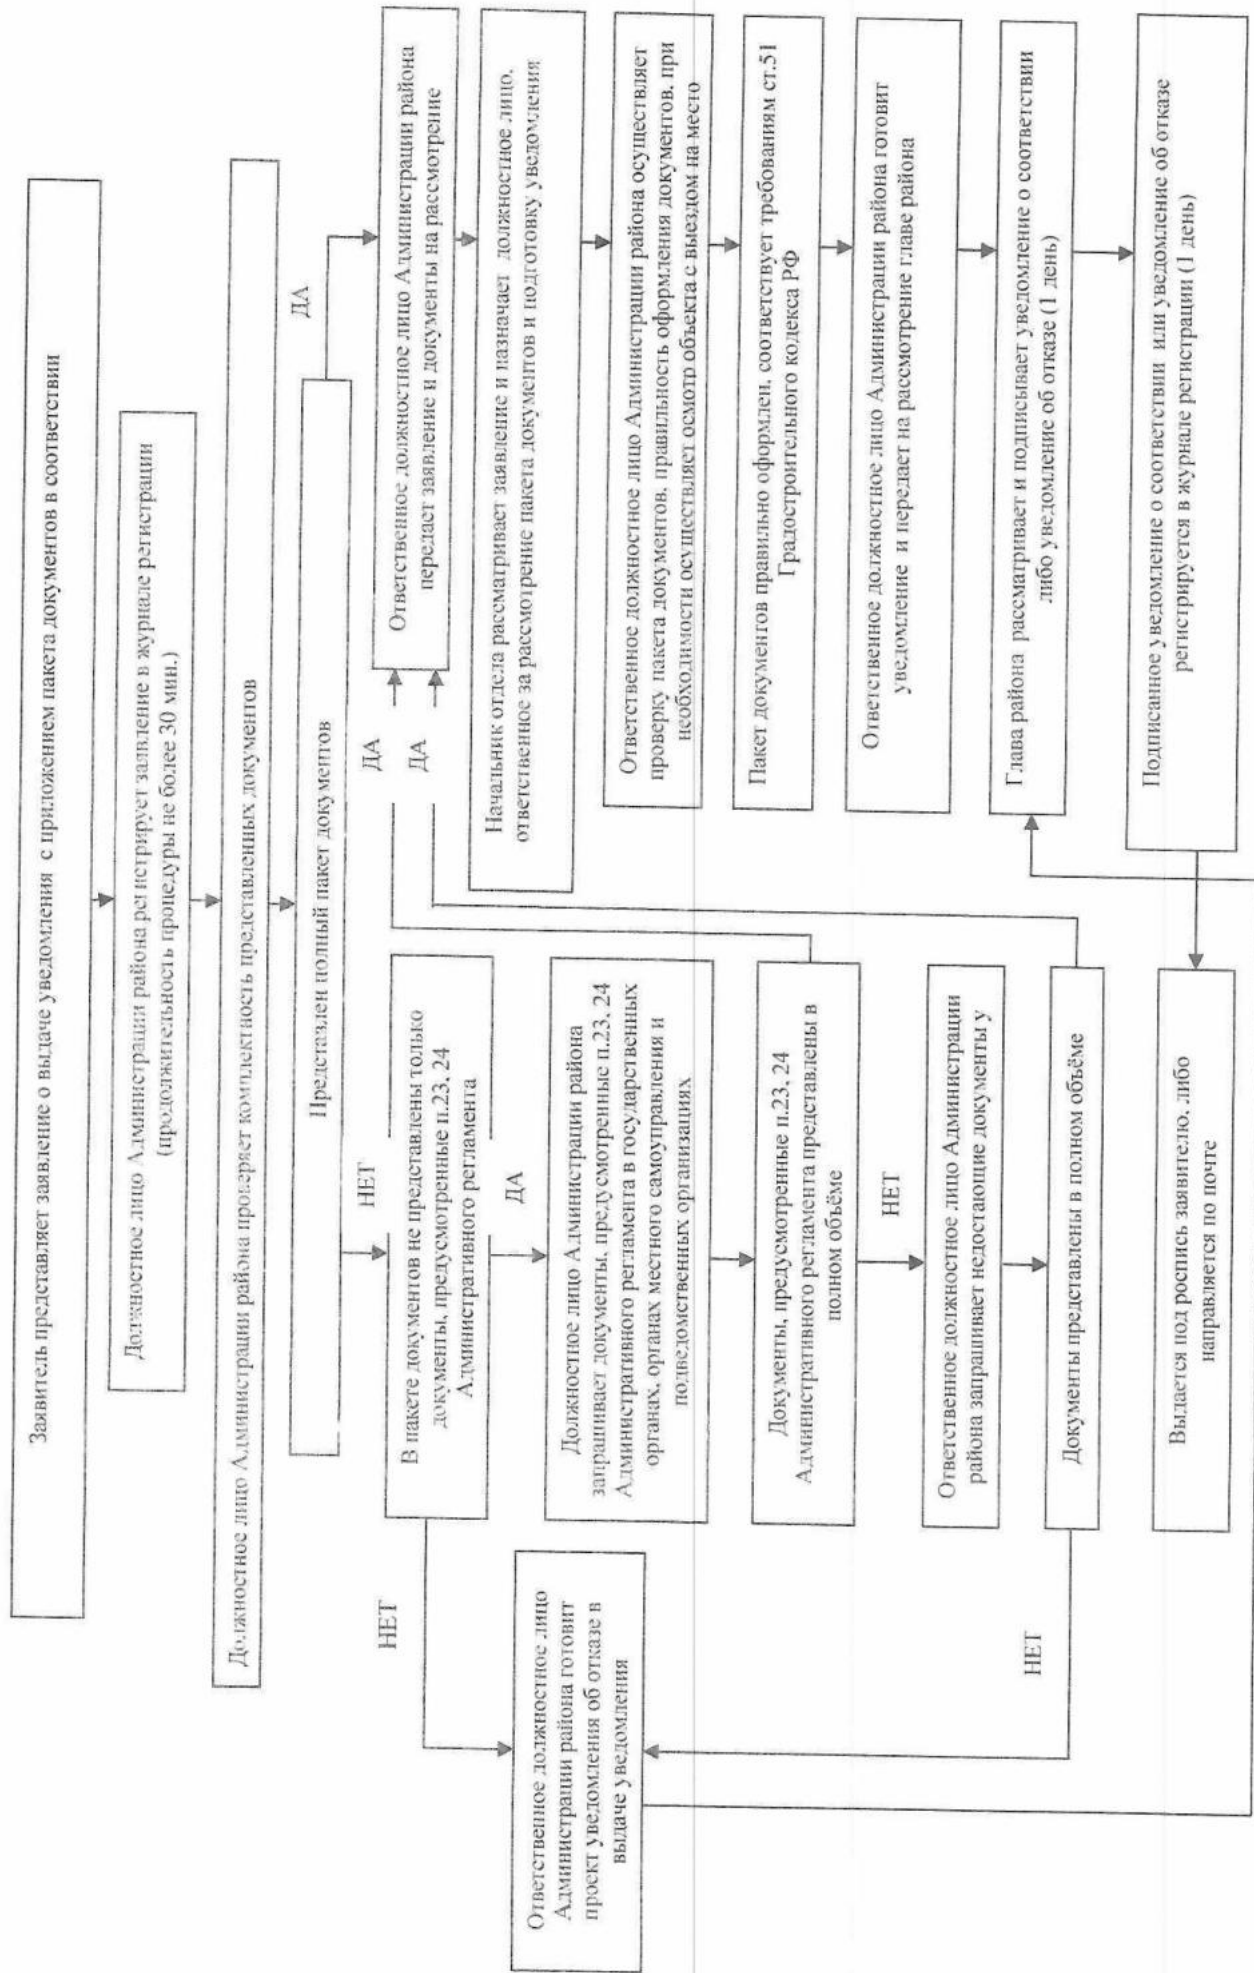 Заявитель представляет заявление о выдаче уведомления с приложением пакета документов в соответствии
Должностное лицо Администрации района регистрирует заявление в журнале регистрации
(продолжительность процедуры не более 30 мин.)
Должностное лицо Администрации района проверяет комплектность представленных документов
Представлен полный пакет документов
НЕТ
ДА
В пакете документов не представлены только
документы, предусмотренные п.23, 24
Административного регламента
НЕТ
ДА
Ответственное должностное лицо
Администрации района готовит
проект уведомления об отказе в
выдаче уведомления
Должностное лицо Администрации района
запрашивает документы, предусмотренные п.23, 24
Административного регламента в государственных
органах, органах местного самоуправления и
подведомственных организациях
Документы, предусмотренные п.23, 24
Административного регламента представлены в
полном объёме
НЕТ
ДА
Ответственное должностное лицо Администрации
района запрашивает недостающие документы у
Документы представлены в полном объёме
НЕТ
ДА
Ответственное должностное лицо Администрации района
передает заявление и документы на рассмотрение
Начальник отдела рассматривает заявление и назначает должностное лицо,
ответственное за рассмотрение пакета документов и подготовку уведомления
Ответственное должностное лицо Администрации района осуществляет
проверку пакета документов, правильность оформления документов, при
необходимости осуществляет осмотр объекта с выездом на место
Пакет документов правильно оформлен, соответствует требованиям ст.51
Градостроительного кодекса РФ
Ответственное должностное лицо Администрации района готовит
уведомление и передает на рассмотрение главе района
Глава района рассматривает и подписывает уведомление о соответствии
либо уведомление об отказе (1 день)
Подписанное уведомление о соответствии или уведомление об отказе
регистрируется в журнале регистрации (1 день)
Выдается под роспись заявителю, либо
направляется по почте